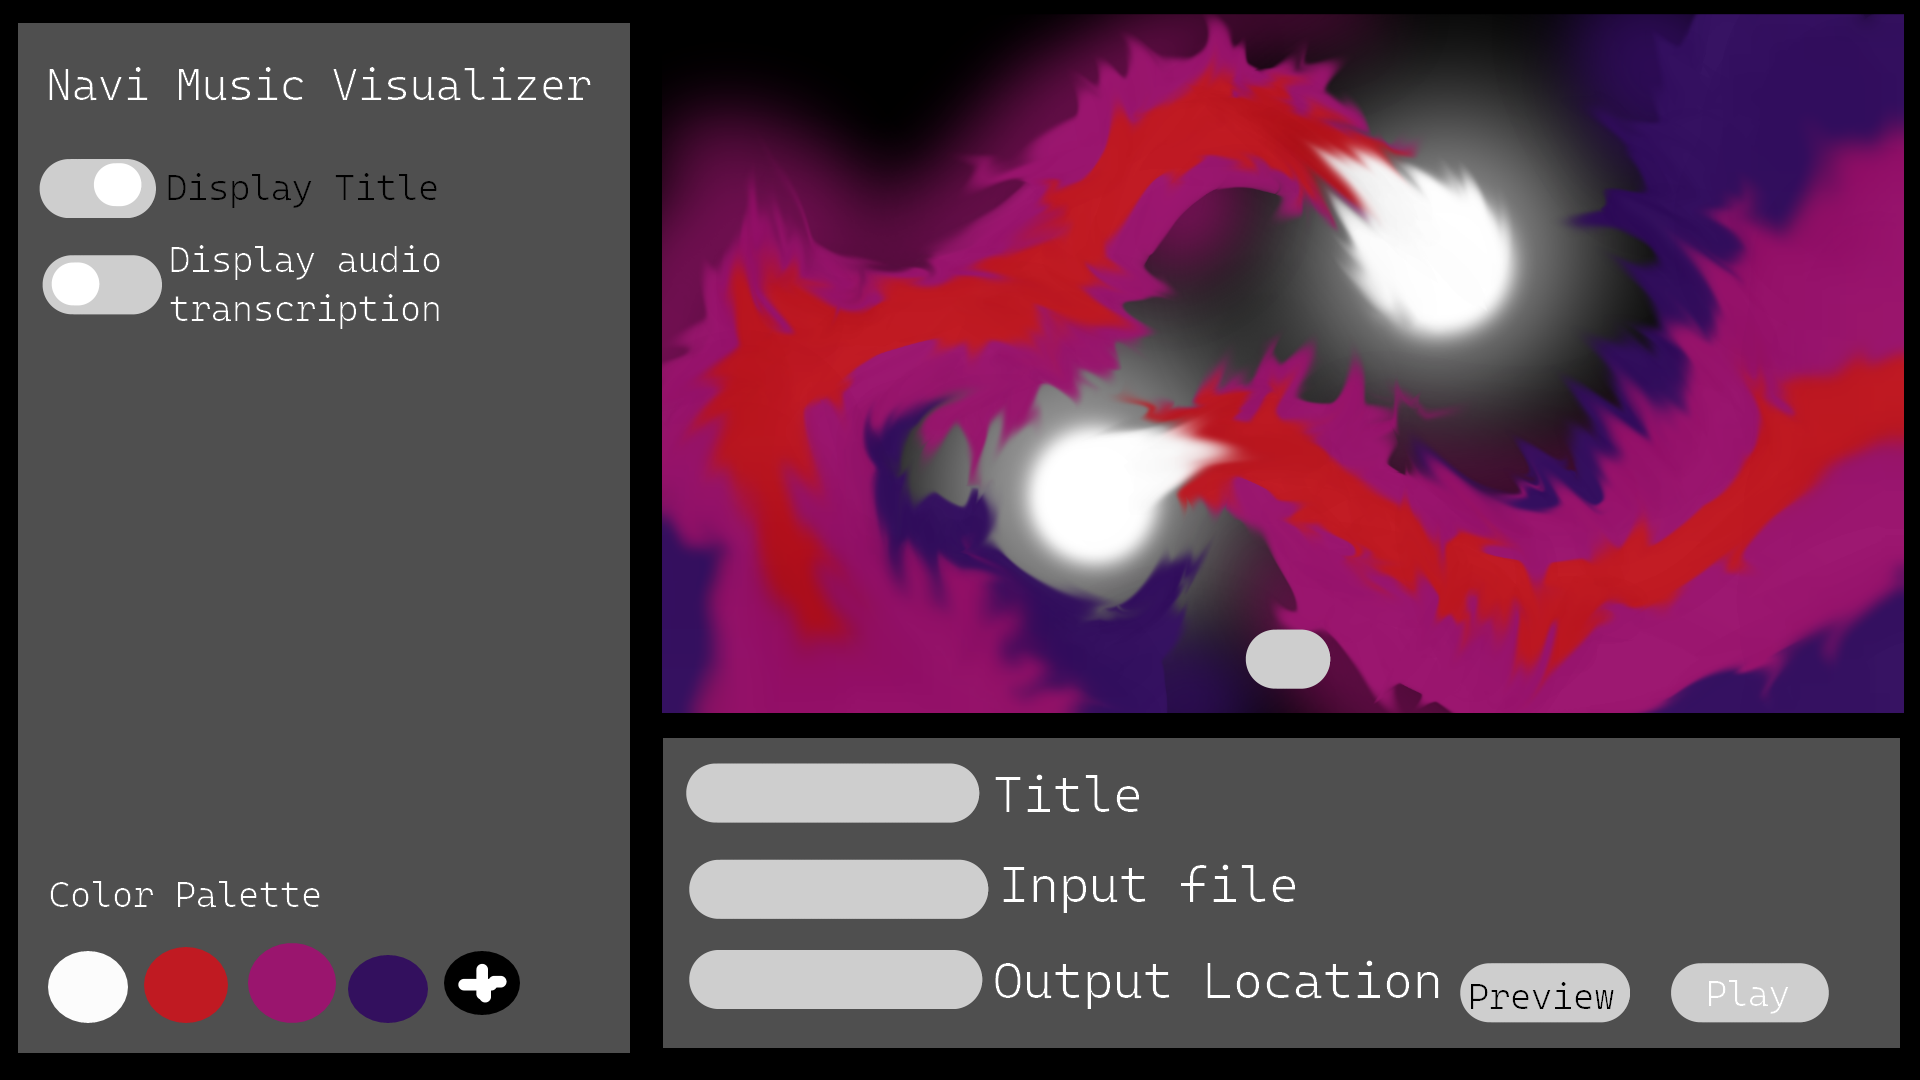 Navi Music Visualizer
Display Title
Display audio
transcription
Color Palette
Title
Input file
Output Location
Preview
Play